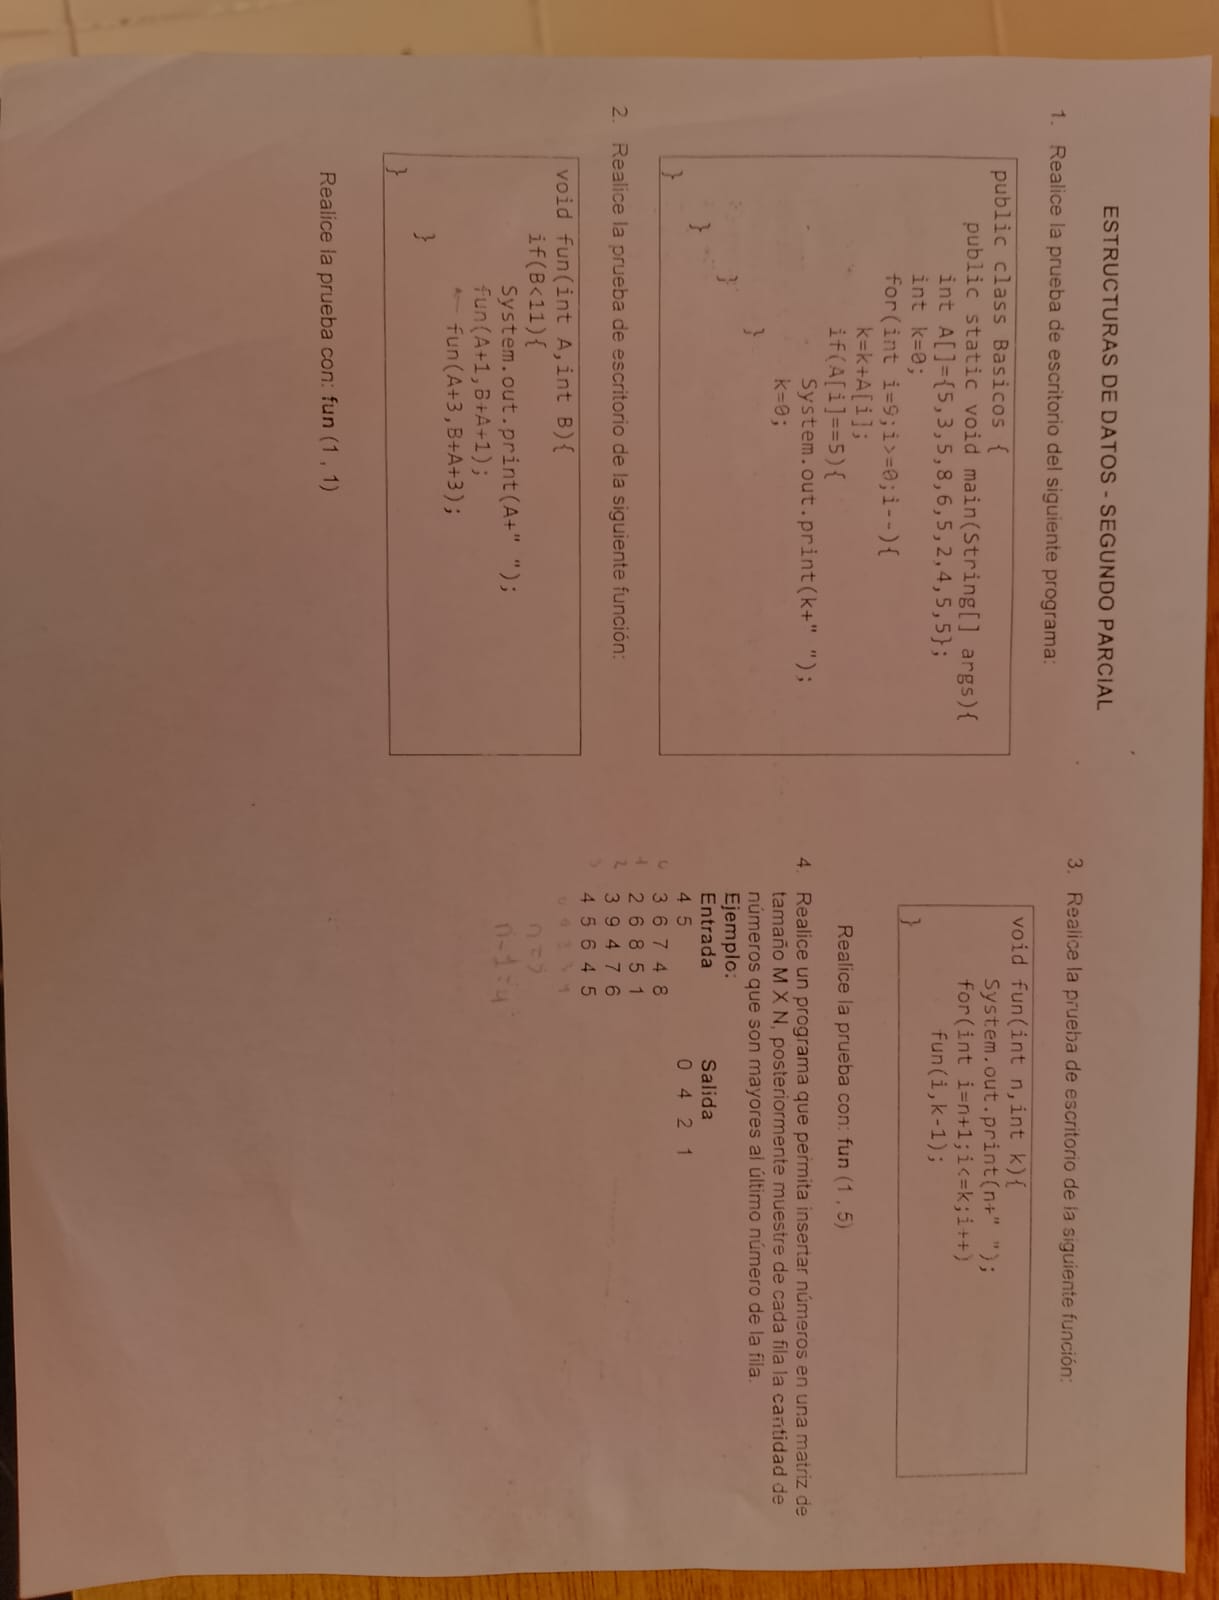 ESTRUCTURAS DE DATOS - SEGUNDO PARCIAL
1. Realice la prueba de escritorio del siguiente programa:
public class Basicos {
public static void main(String[] args){
int A[]={5,3,5,8,6,5,2,4,5,5};
int k=0;
for(int i=9;i>=0;i--){
k=k+A[i];
if(A[i]==5){
System.out.print(k+" ");
k=0;
}
}
}
}
2. Realice la prueba de escritorio de la siguiente función:
void fun(int A,int B){
if(B<11){
System.out.print(A+" ");
fun(A+1,B+A+1);
fun(A+3,B+A+3);
}
}
Realice la prueba con: fun (1 , 1)
3. Realice la prueba de escritorio de la siguiente función:
void fun(int n,int k){
System.out.print(n+" ");
for(int i=n+1;i<=k;i++)
fun(i,k-1);
}
Realice la prueba con: fun (1 , 5)
4. Realice un programa que permita insertar números en una matriz de
tamaño M X N, posteriormente muestre de cada fila la cantidad de
números que son mayores al último número de la fila.
Ejemplo:
Entrada Salida
4 5 0 4 2 1
3 6 7 4 8
2 6 8 5 1
3 9 4 7 6
4 5 6 4 5
n-1=4